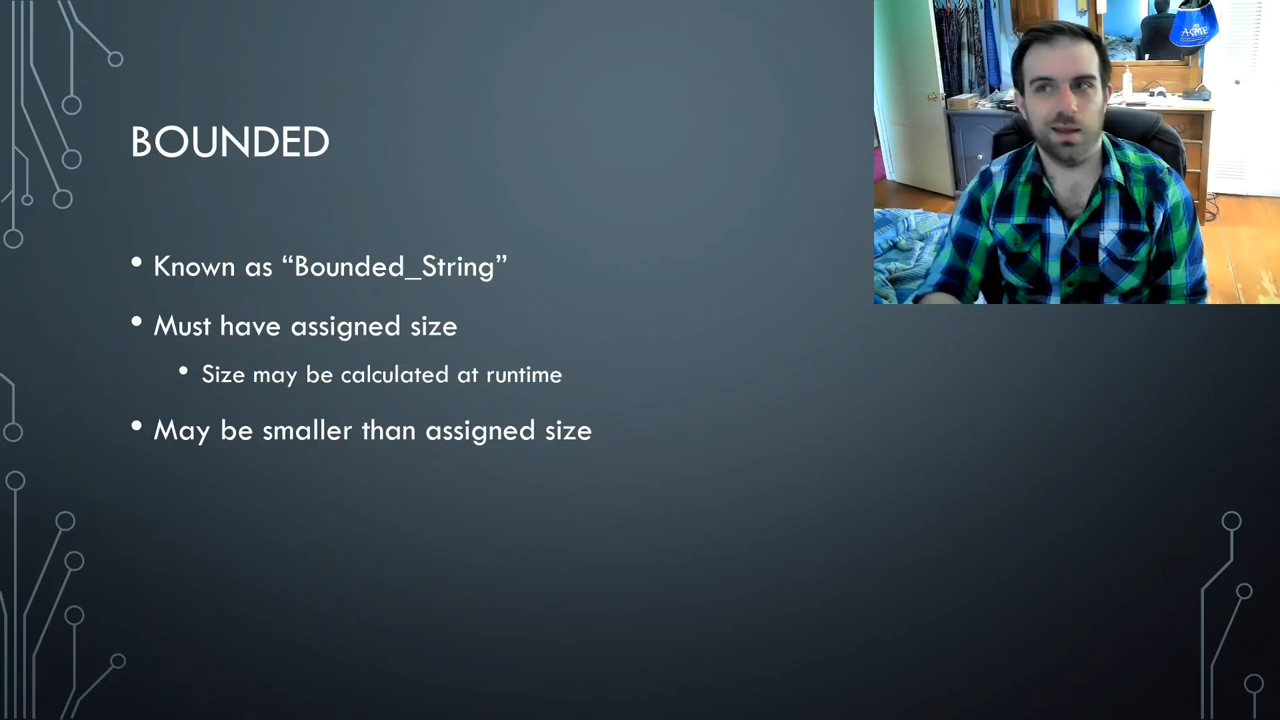 BOUNDED
• Known as “Bounded_String”
• Must have assigned size
• Size may be calculated at runtime
• May be smaller than assigned size
ASME